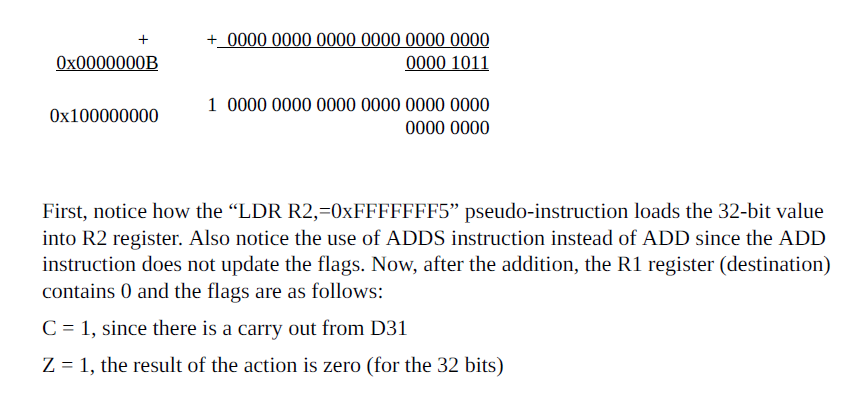 + + 0000 0000 0000 0000 0000 0000
0x0000000B 0000 1011
1 0000 0000 0000 0000 0000 0000
0x100000000
0000 0000
First, notice how the “LDR R2,=0xFFFFFFF5” pseudo-instruction loads the 32-bit value
into R2 register. Also notice the use of ADDS instruction instead of ADD since the ADD
instruction does not update the flags. Now, after the addition, the R1 register (destination)
contains 0 and the flags are as follows:
C = 1, since there is a carry out from D31
Z = 1, the result of the action is zero (for the 32 bits)